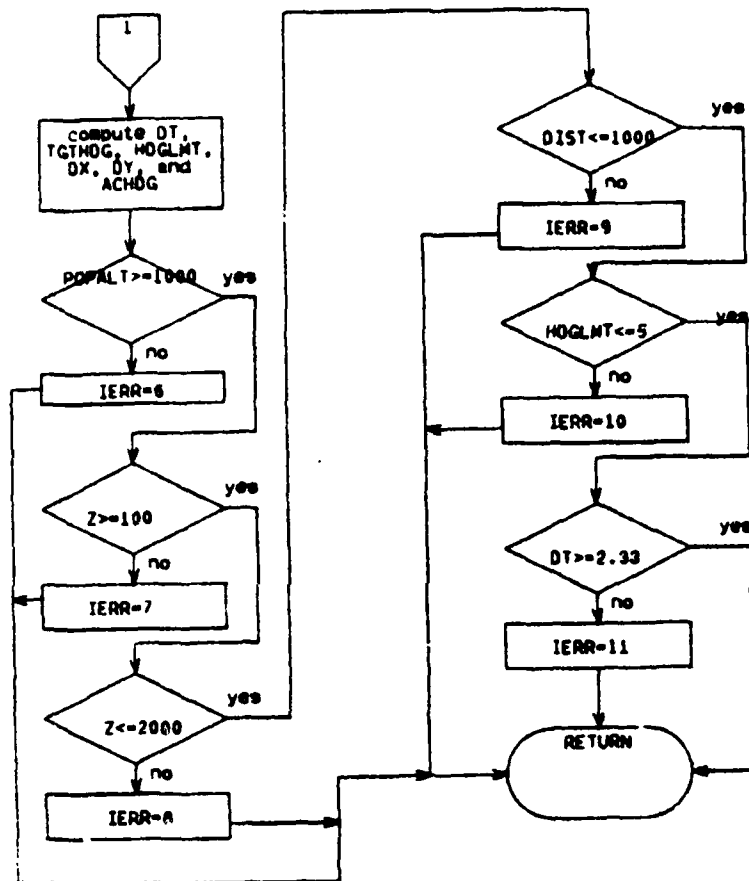 1
compute DT,
TGTHDG, HDGLMT,
DX, DY, and
ACHDG
POPALT>=1000
yes
no
IERR=6
Z>=100
yes
no
IERR=7
Z<=2000
yes
no
IERR=8
DIST<=1000
yes
no
IERR=9
HDGLMT<=5
yes
no
IERR=10
DT>=2.33
yes
no
IERR=11
RETURN